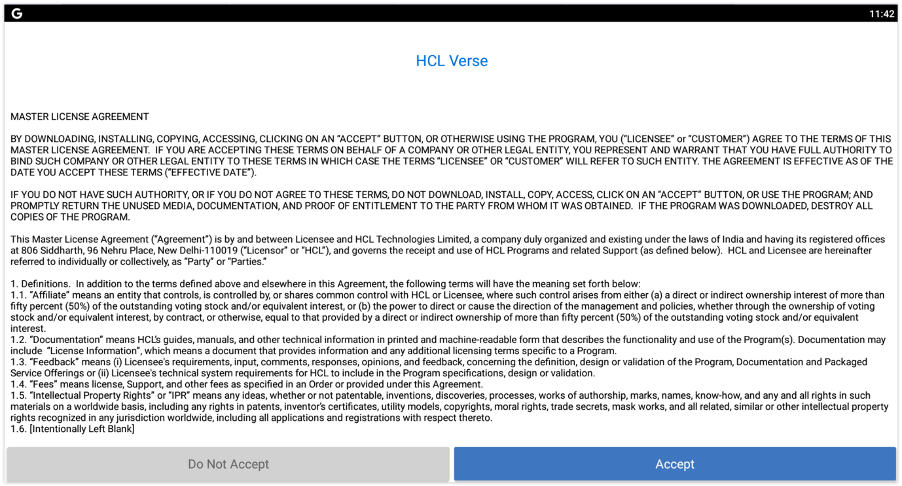 G
11:42
HCL Verse
MASTER LICENSE AGREEMENT
BY DOWNLOADING, INSTALLING, COPYING, ACCESSING, CLICKING ON AN “ACCEPT” BUTTON, OR OTHERWISE USING THE PROGRAM, YOU (“LICENSEE” or “CUSTOMER”) AGREE TO THE TERMS OF THIS
MASTER LICENSE AGREEMENT.  IF YOU ARE ACCEPTING THESE TERMS ON BEHALF OF A COMPANY OR OTHER LEGAL ENTITY, YOU REPRESENT AND WARRANT THAT YOU HAVE FULL AUTHORITY TO
BIND SUCH COMPANY OR OTHER LEGAL ENTITY TO THESE TERMS IN WHICH CASE THE TERMS “LICENSEE” OR “CUSTOMER” WILL REFER TO SUCH ENTITY. THE AGREEMENT IS EFFECTIVE AS OF THE
DATE YOU ACCEPT THESE TERMS (“EFFECTIVE DATE”).
IF YOU DO NOT HAVE SUCH AUTHORITY, OR IF YOU DO NOT AGREE TO THESE TERMS, DO NOT DOWNLOAD, INSTALL, COPY, ACCESS, CLICK ON AN “ACCEPT” BUTTON, OR USE THE PROGRAM; AND
PROMPTLY RETURN THE UNUSED MEDIA, DOCUMENTATION, AND PROOF OF ENTITLEMENT TO THE PARTY FROM WHOM IT WAS OBTAINED.  IF THE PROGRAM WAS DOWNLOADED, DESTROY ALL
COPIES OF THE PROGRAM.
This Master License Agreement (“Agreement”) is by and between Licensee and HCL Technologies Limited, a company duly organized and existing under the laws of India and having its registered offices
at 806 Siddharth, 96 Nehru Place, New Delhi-110019 (“Licensor” or “HCL”), and governs the receipt and use of HCL Programs and related Support (as defined below).  HCL and Licensee are hereinafter
referred to individually or collectively, as “Party” or “Parties.”
1. Definitions.  In addition to the terms defined above and elsewhere in this Agreement, the following terms will have the meaning set forth below:
1.1. “Affiliate” means an entity that controls, is controlled by, or shares common control with HCL or Licensee, where such control arises from either (a) a direct or indirect ownership interest of more than
fifty percent (50%) of the outstanding voting stock and/or equivalent interest, or (b) the power to direct or cause the direction of the management and policies, whether through the ownership of voting
stock and/or equivalent interest, by contract, or otherwise, equal to that provided by a direct or indirect ownership of more than fifty percent (50%) of the outstanding voting stock and/or equivalent
interest.
1.2. “Documentation” means HCL’s guides, manuals, and other technical information in printed and machine-readable form that describes the functionality and use of the Program(s). Documentation may
include  “License Information”, which means a document that provides information and any additional licensing terms specific to a Program.
1.3. “Feedback” means (i) Licensee's requirements, input, comments, responses, opinions, and feedback, concerning the definition, design or validation of the Program, Documentation and Packaged
Service Offerings or (ii) Licensee's technical system requirements for HCL to include in the Program specifications, design or validation.
1.4. “Fees” means license, Support, and other fees as specified in an Order or provided under this Agreement.
1.5. “Intellectual Property Rights” or “IPR” means any ideas, whether or not patentable, inventions, discoveries, processes, works of authorship, marks, names, know-how, and any and all rights in such
materials on a worldwide basis, including any rights in patents, inventor’s certificates, utility models, copyrights, moral rights, trade secrets, mask works, and all related, similar or other intellectual property
rights recognized in any jurisdiction worldwide, including all applications and registrations with respect thereto.
1.6. [Intentionally Left Blank]
Do Not Accept
Accept